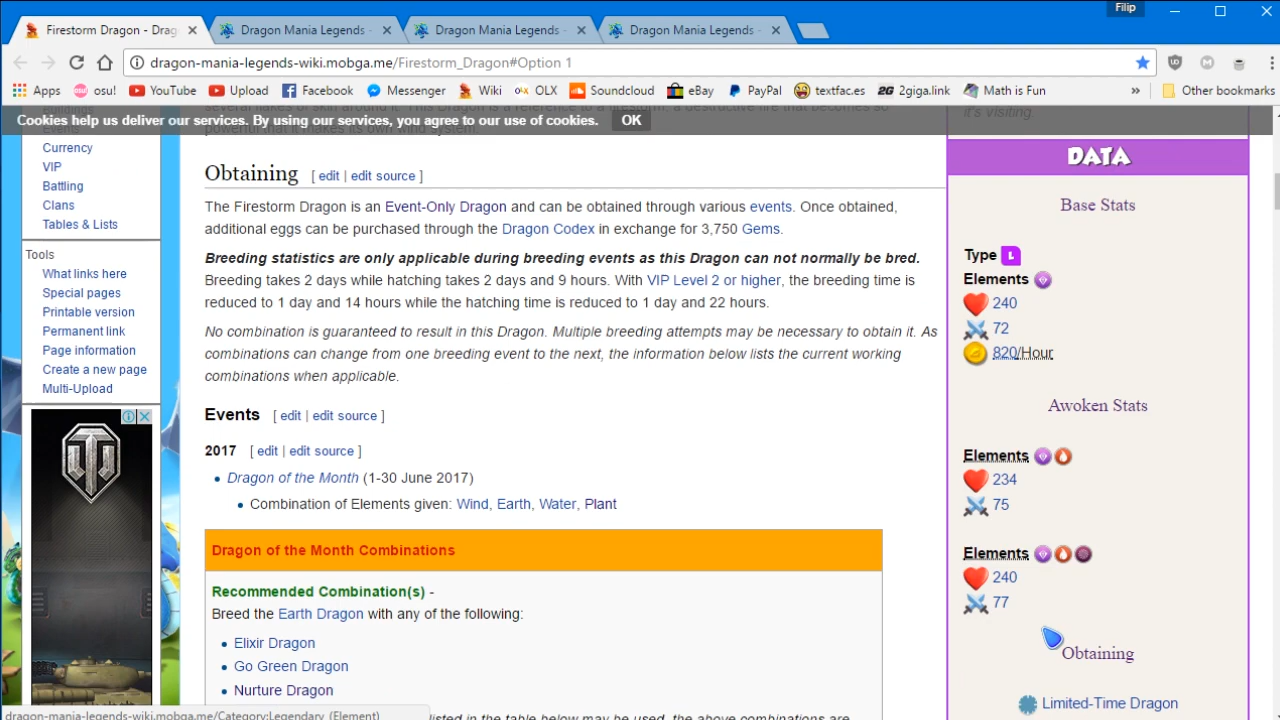 Filip
Firestorm Dragon - Drag
Dragon Mania Legends -
Dragon Mania Legends -
Dragon Mania Legends -
dragon-mania-legends-wiki.mobga.me/Firestorm_Dragon#Option 1
Apps
osu!
YouTube
Upload
Facebook
Messenger
Wiki
OLX
Soundcloud
eBay
PayPal
textfac.es
2giga.link
Math is Fun
»
Other bookmarks
Cookies help us deliver our services. By using our services, you agree to our use of cookies. OK
Currency
VIP
Battling
Clans
Tables & Lists
Tools
What links here
Special pages
Printable version
Permanent link
Page information
Create a new page
Multi-Upload
Obtaining [ edit | edit source ]
The Firestorm Dragon is an Event-Only Dragon and can be obtained through various events. Once obtained,
additional eggs can be purchased through the Dragon Codex in exchange for 3,750 Gems.
Breeding statistics are only applicable during breeding events as this Dragon can not normally be bred.
Breeding takes 2 days while hatching takes 2 days and 9 hours. With VIP Level 2 or higher, the breeding time is
reduced to 1 day and 14 hours while the hatching time is reduced to 1 day and 22 hours.
No combination is guaranteed to result in this Dragon. Multiple breeding attempts may be necessary to obtain it. As
combinations can change from one breeding event to the next, the information below lists the current working
combinations when applicable.
Events [ edit | edit source ]
2017 [ edit | edit source ]
Dragon of the Month (1-30 June 2017)
Combination of Elements given: Wind, Earth, Water, Plant
Dragon of the Month Combinations
Recommended Combination(s) -
Breed the Earth Dragon with any of the following:
Elixir Dragon
Go Green Dragon
Nurture Dragon
listed in the table below may be used, the above combinations are
dragon-mania-legends-wiki.mobga.me/Category:Legendary (Element)
it's visiting.
DATA
Base Stats
Type L
Elements
240
72
820/Hour
Awoken Stats
Elements
234
75
Elements
240
77
Obtaining
Limited-Time Dragon